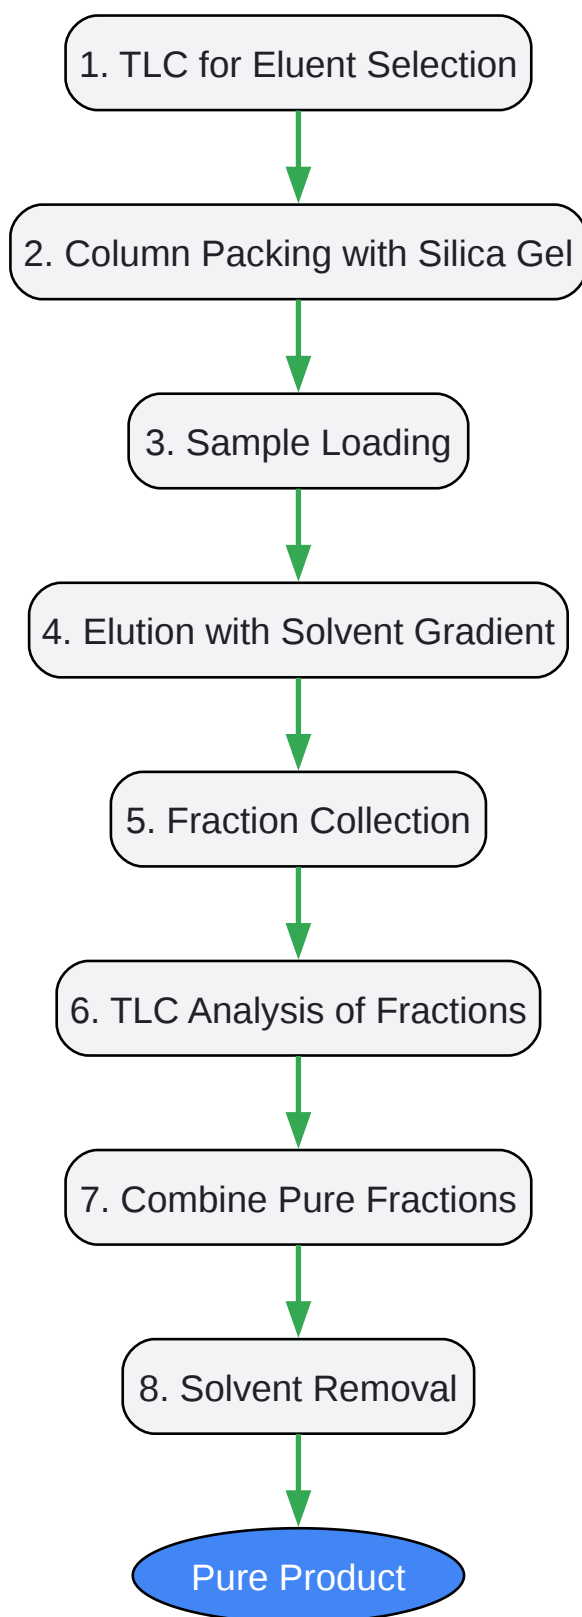 1. TLC for Eluent Selection
2. Column Packing with Silica Gel
3. Sample Loading
4. Elution with Solvent Gradient
5. Fraction Collection
6. TLC Analysis of Fractions
7. Combine Pure Fractions
8. Solvent Removal
Pure Product